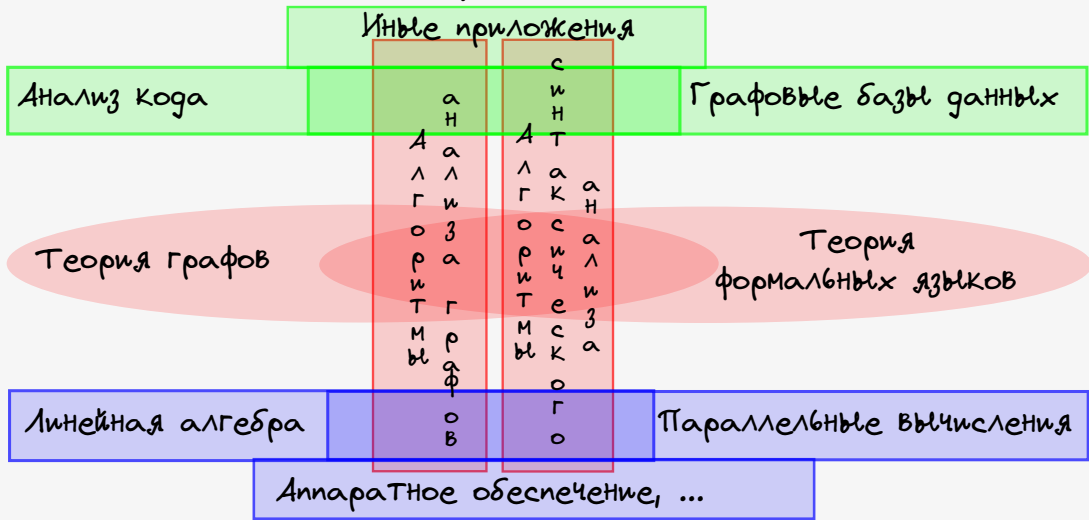 Иные приложения
Анализ кода
Графовые базы данных
Алгоритмы
анализа графов
Алгоритмы
синтаксического
анализа
Теория графов
Теория
формальных языков
Линейная алгебра
Параллельные вычисления
Аппаратное обеспечение, ...